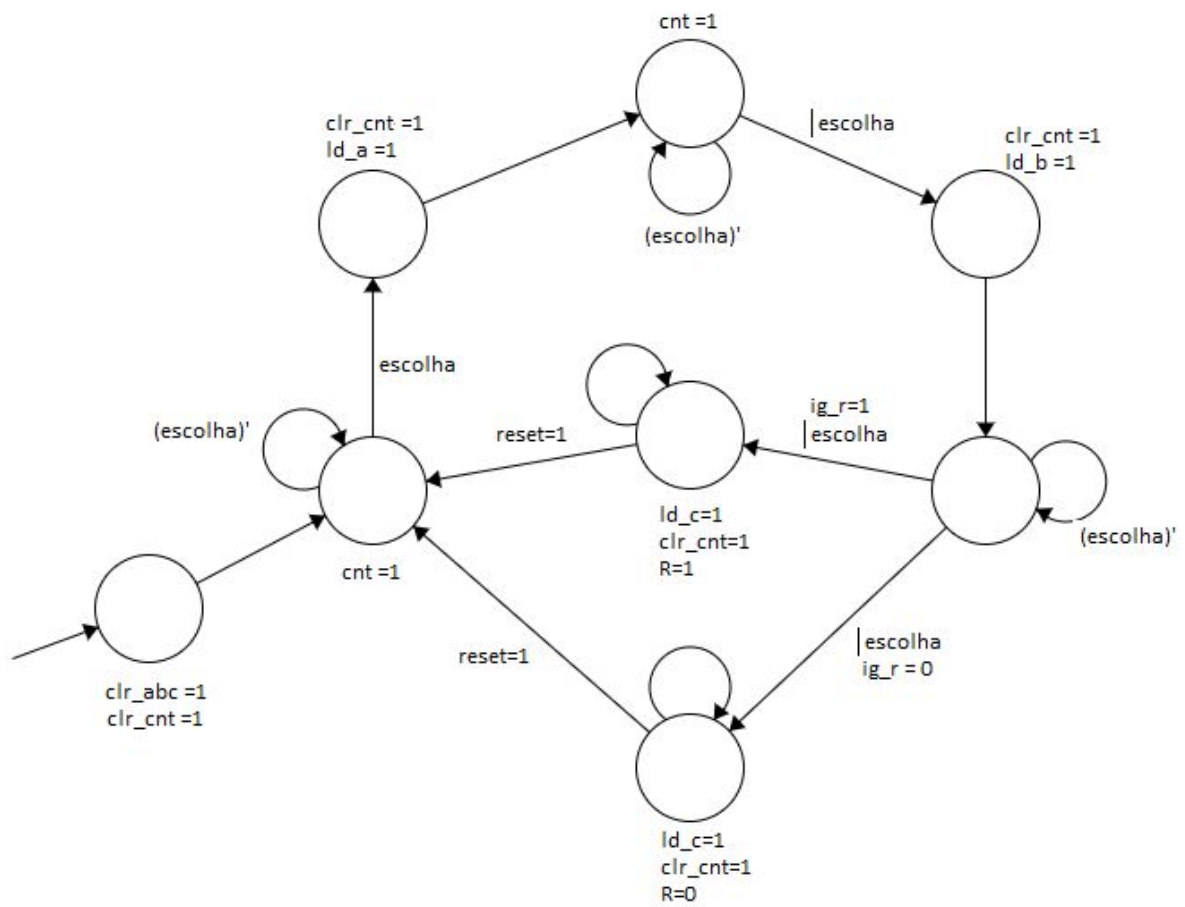 cnt =1
clr_cnt =1
ld_a =1
escolha
clr_cnt =1
ld_b =1
(escolha)'
escolha
(escolha)'
reset=1
ig_r=1
escolha
(escolha)'
cnt =1
ld_c=1
clr_cnt=1
R=1
clr_abc =1
clr_cnt =1
reset=1
escolha
ig_r = 0
ld_c=1
clr_cnt=1
R=0